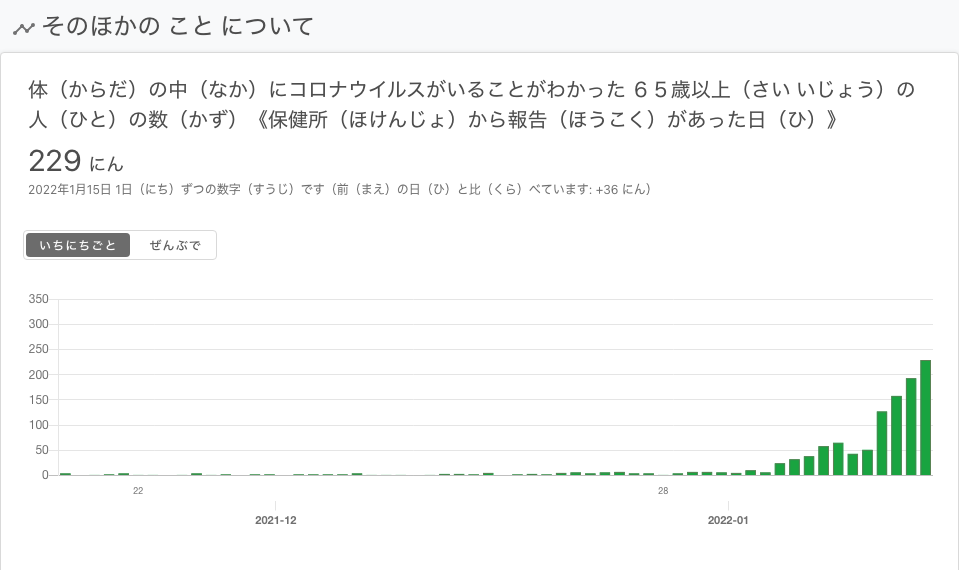 そのほかの こと について
体（からだ）の中（なか）にコロナウイルスがいることがわかった ６５歳以上（さい いじょう）の
人（ひと）の数（かず）《保健所（ほけんじょ）から報告（ほうこく）があった日（ひ）》
229 にん
2022年1月15日 1日（にち）ずつの数字（すうじ）です（前（まえ）の日（ひ）と比（くら）べています: +36 にん）
いちにちごと ぜんぶで
350
300
250
200
150
100
50
0
22 28
2021-12 2022-01